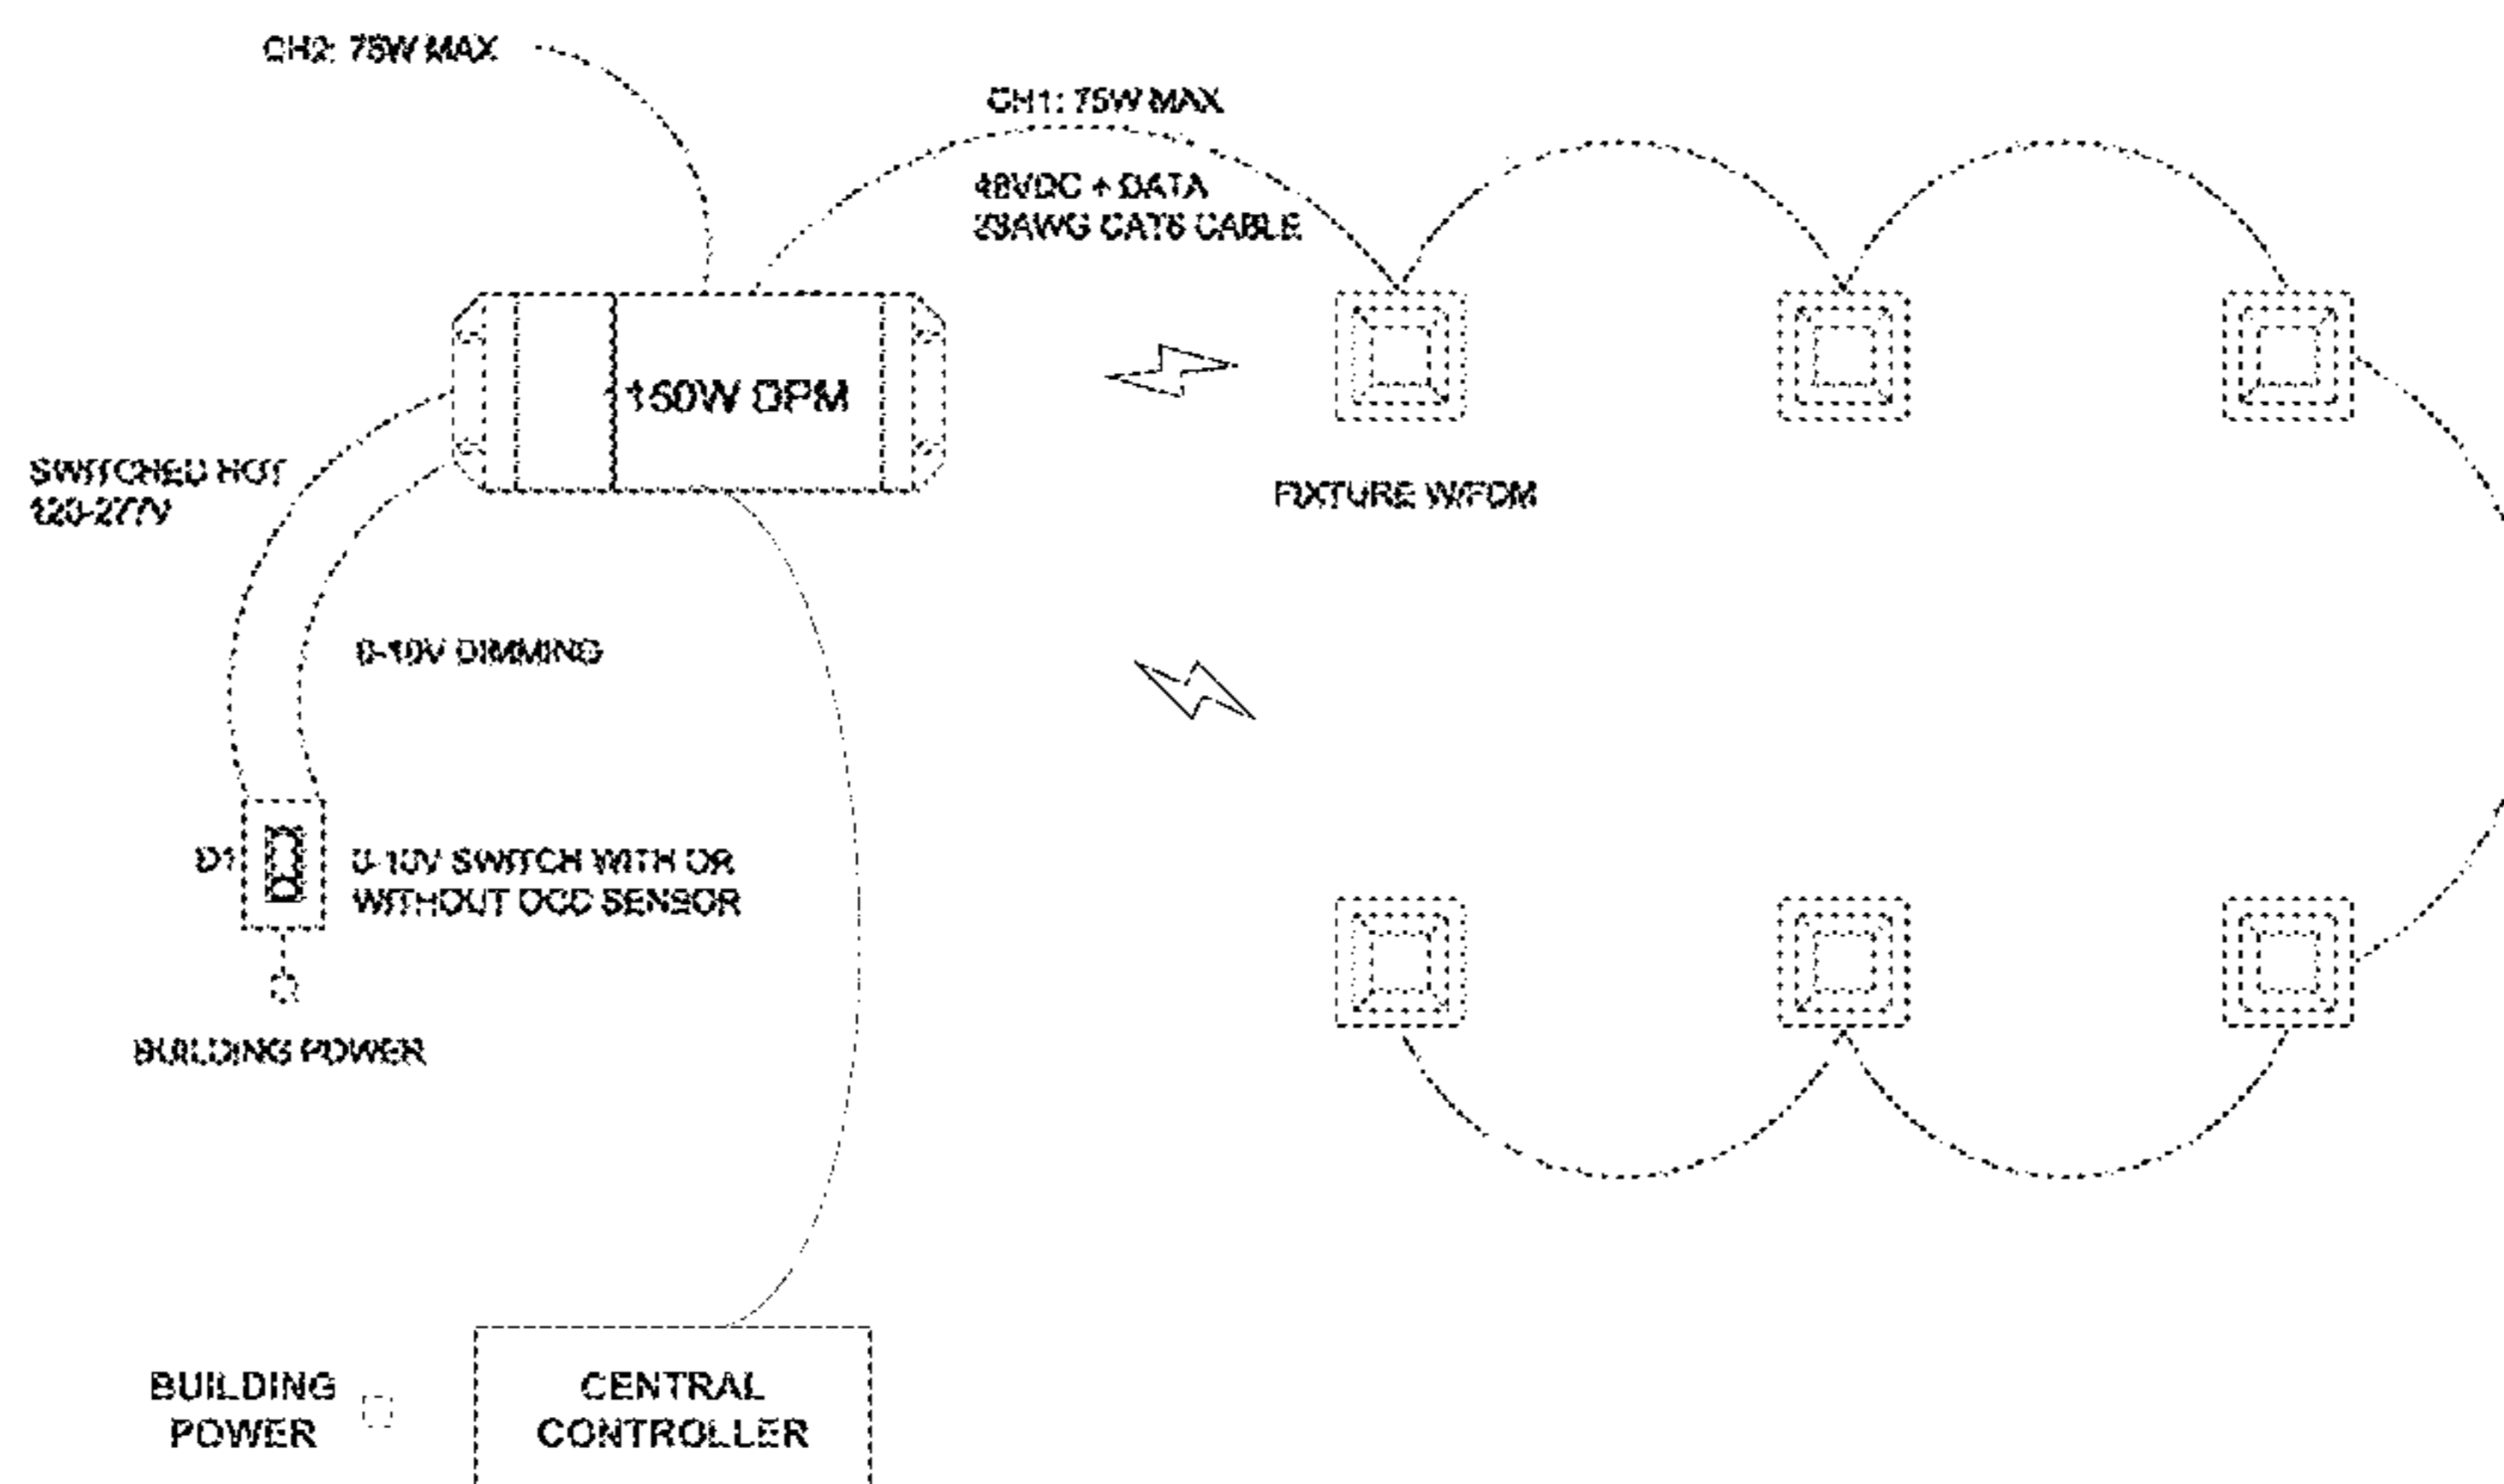 CH2: 75W MAX
CH1: 75W MAX
48VDC + DATA
23AWG CAT6 CABLE
150W DPM
SWITCHED HOT
120-277V
FIXTURE W/FDM
0-10V DIMMING
D1
0-10V SWITCH WITH OR
WITHOUT OCC SENSOR
BUILDING POWER
BUILDING
POWER
CENTRAL
CONTROLLER